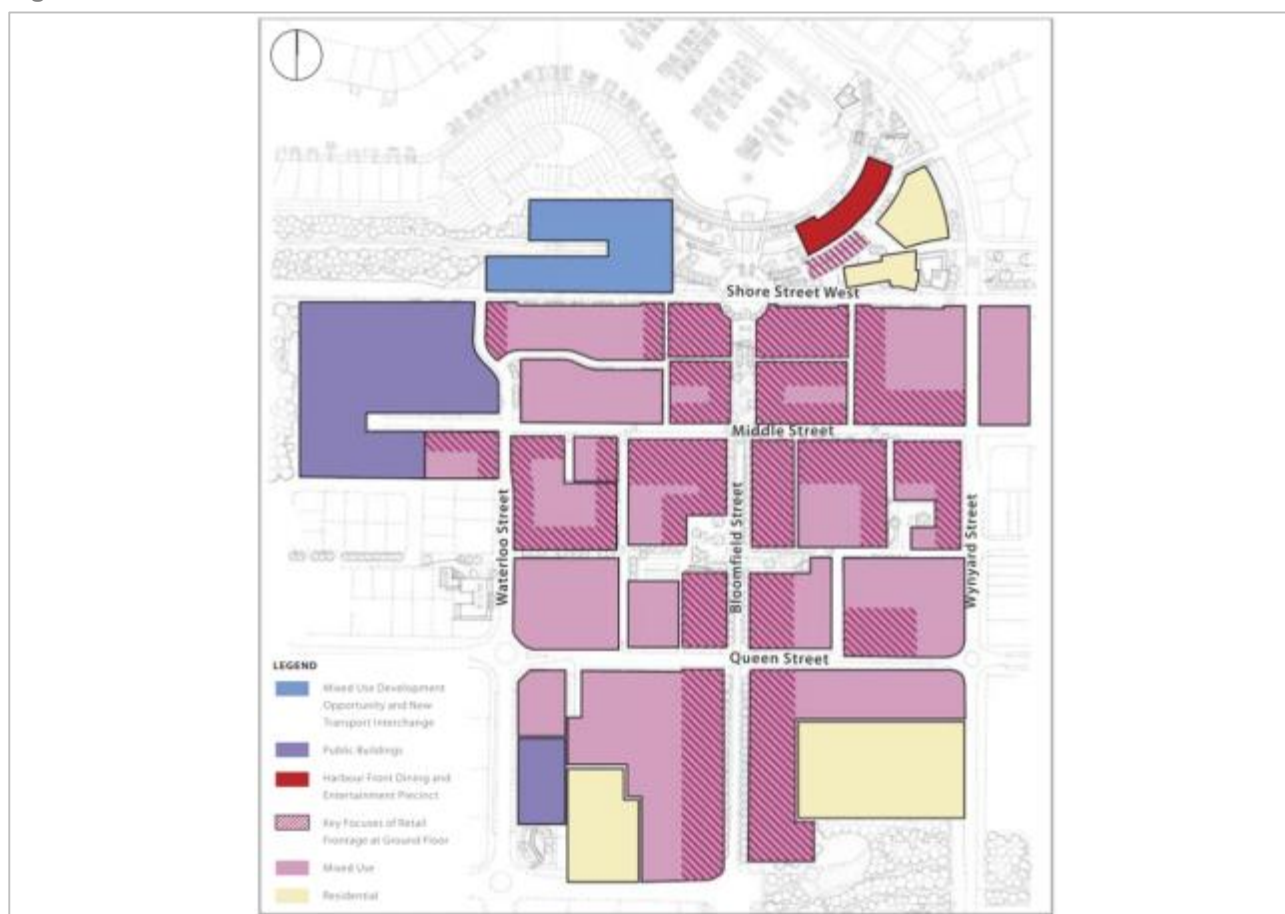 Shore Street West
Middle Street
Waterloo Street
Bloomfield Street
Wynyard Street
Queen Street
LEGEND
Mixed Use Development
Opportunity and New
Transport Interchange
Public Buildings
Harbour Front Dining and
Entertainment Precinct
Key Focuses of Retail
Frontage at Ground Floor
Mixed Use
Residential